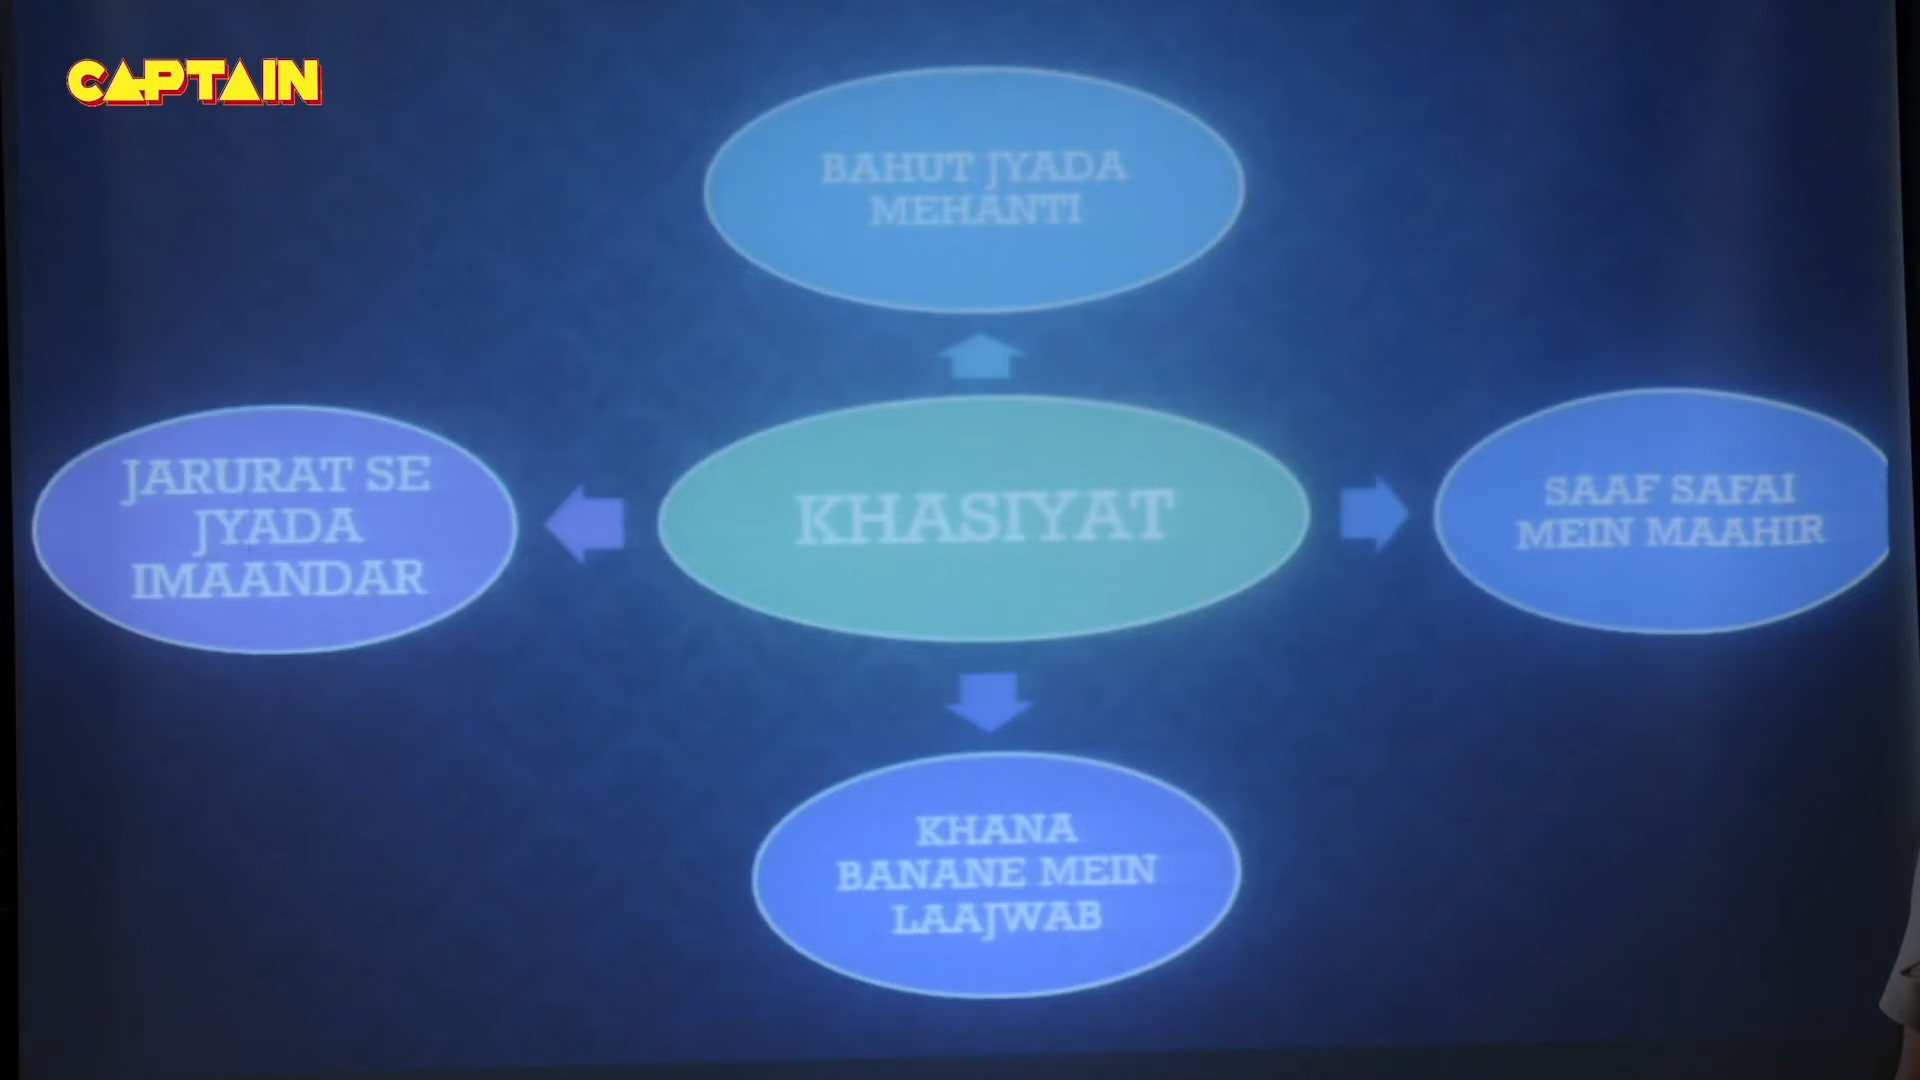 CAPTAIN
BAHUT JYADA
MEHANTI
JARURAT SE
JYADA
IMAANDAR
KHASIYAT
SAAF SAFAI
MEIN MAAHIR
KHANA
BANANE MEIN
LAAJWAB